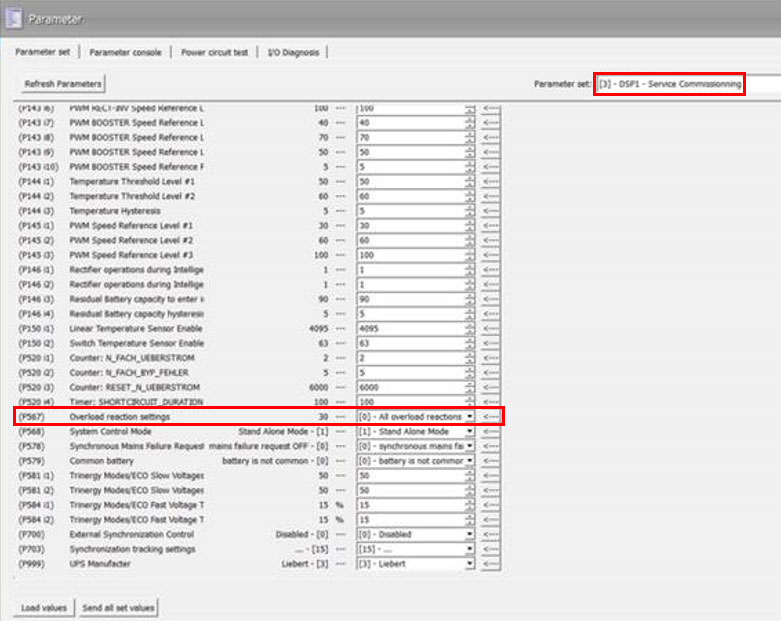 Parameter
Parameter set Parameter console Power circuit test I/O Diagnosis
Refresh Parameters Parameter set: [3] - DSP1 - Service Commissionning
(P143 i6) PWM RECT-INV Speed Reference L 100 --- 100 <---
(P143 i7) PWM BOOSTER Speed Reference L 40 --- 40 <---
(P143 i8) PWM BOOSTER Speed Reference L 70 --- 70 <---
(P143 i9) PWM BOOSTER Speed Reference L 50 --- 50 <---
(P143 i10) PWM BOOSTER Speed Reference F 5 --- 5 <---
(P144 i1) Temperature Threshold Level #1 50 --- 50 <---
(P144 i2) Temperature Threshold Level #2 60 --- 60 <---
(P144 i3) Temperature Hysteresis 5 --- 5 <---
(P145 i1) PWM Speed Reference Level #1 30 --- 30 <---
(P145 i2) PWM Speed Reference Level #2 60 --- 60 <---
(P145 i3) PWM Speed Reference Level #3 100 --- 100 <---
(P146 i1) Rectifier operations during Intellige 1 --- 1 <---
(P146 i2) Rectifier operations during Intellige 1 --- 1 <---
(P146 i3) Residual Battery capacity to enter i 90 --- 90 <---
(P146 i4) Residual Battery capacity hysteresi 5 --- 5 <---
(P150 i1) Linear Temperature Sensor Enable 4095 --- 4095 <---
(P150 i2) Switch Temperature Sensor Enable 63 --- 63 <---
(P520 i1) Counter: N_FACH_UEBERSTROM 2 --- 2 <---
(P520 i2) Counter: N_FACH_BYP_FEHLER 5 --- 5 <---
(P520 i3) Counter: RESET_N_UEBERSTROM 6000 --- 6000 <---
(P520 i4) Timer: SHORTCIRCUIT_DURATION 100 --- 100 <---
(P567) Overload reaction settings 30 --- [0] - All overload reactions <---
(P568) System Control Mode Stand Alone Mode - [1] --- [1] - Stand Alone Mode <---
(P578) Synchronous Mains Failure Request mains failure request OFF - [0] --- [0] - synchronous mains fai <---
(P579) Common battery battery is not common - [0] --- [0] - battery is not commor <---
(P581 i1) Trinergy Modes/ECO Slow Voltages 50 --- 50 <---
(P581 i2) Trinergy Modes/ECO Slow Voltages 50 --- 50 <---
(P584 i1) Trinergy Modes/ECO Fast Voltage T 15 % 15 <---
(P584 i2) Trinergy Modes/ECO Fast Voltage T 15 % 15 <---
(P700) External Synchronization Control Disabled - [0] --- [0] - Disabled <---
(P703) Synchronization tracking settings ... - [15] --- [15] - ... <---
(P999) UPS Manufacter Liebert - [3] --- [3] - Liebert <---
Load values Send all set values